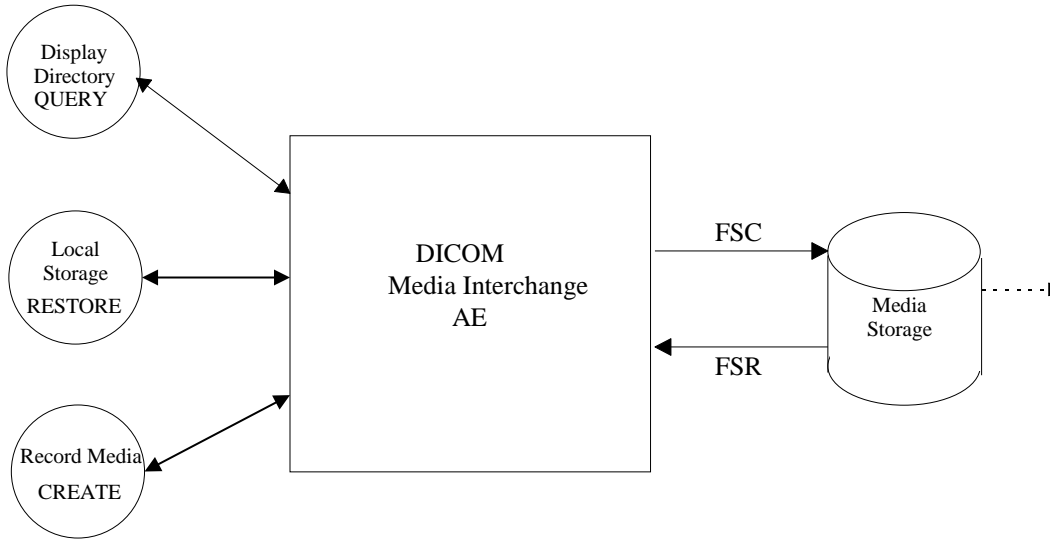 Display
Directory
QUERY
Local
Storage
RESTORE
Record Media
CREATE
DICOM
Media Interchange
AE
FSC
FSR
Media
Storage